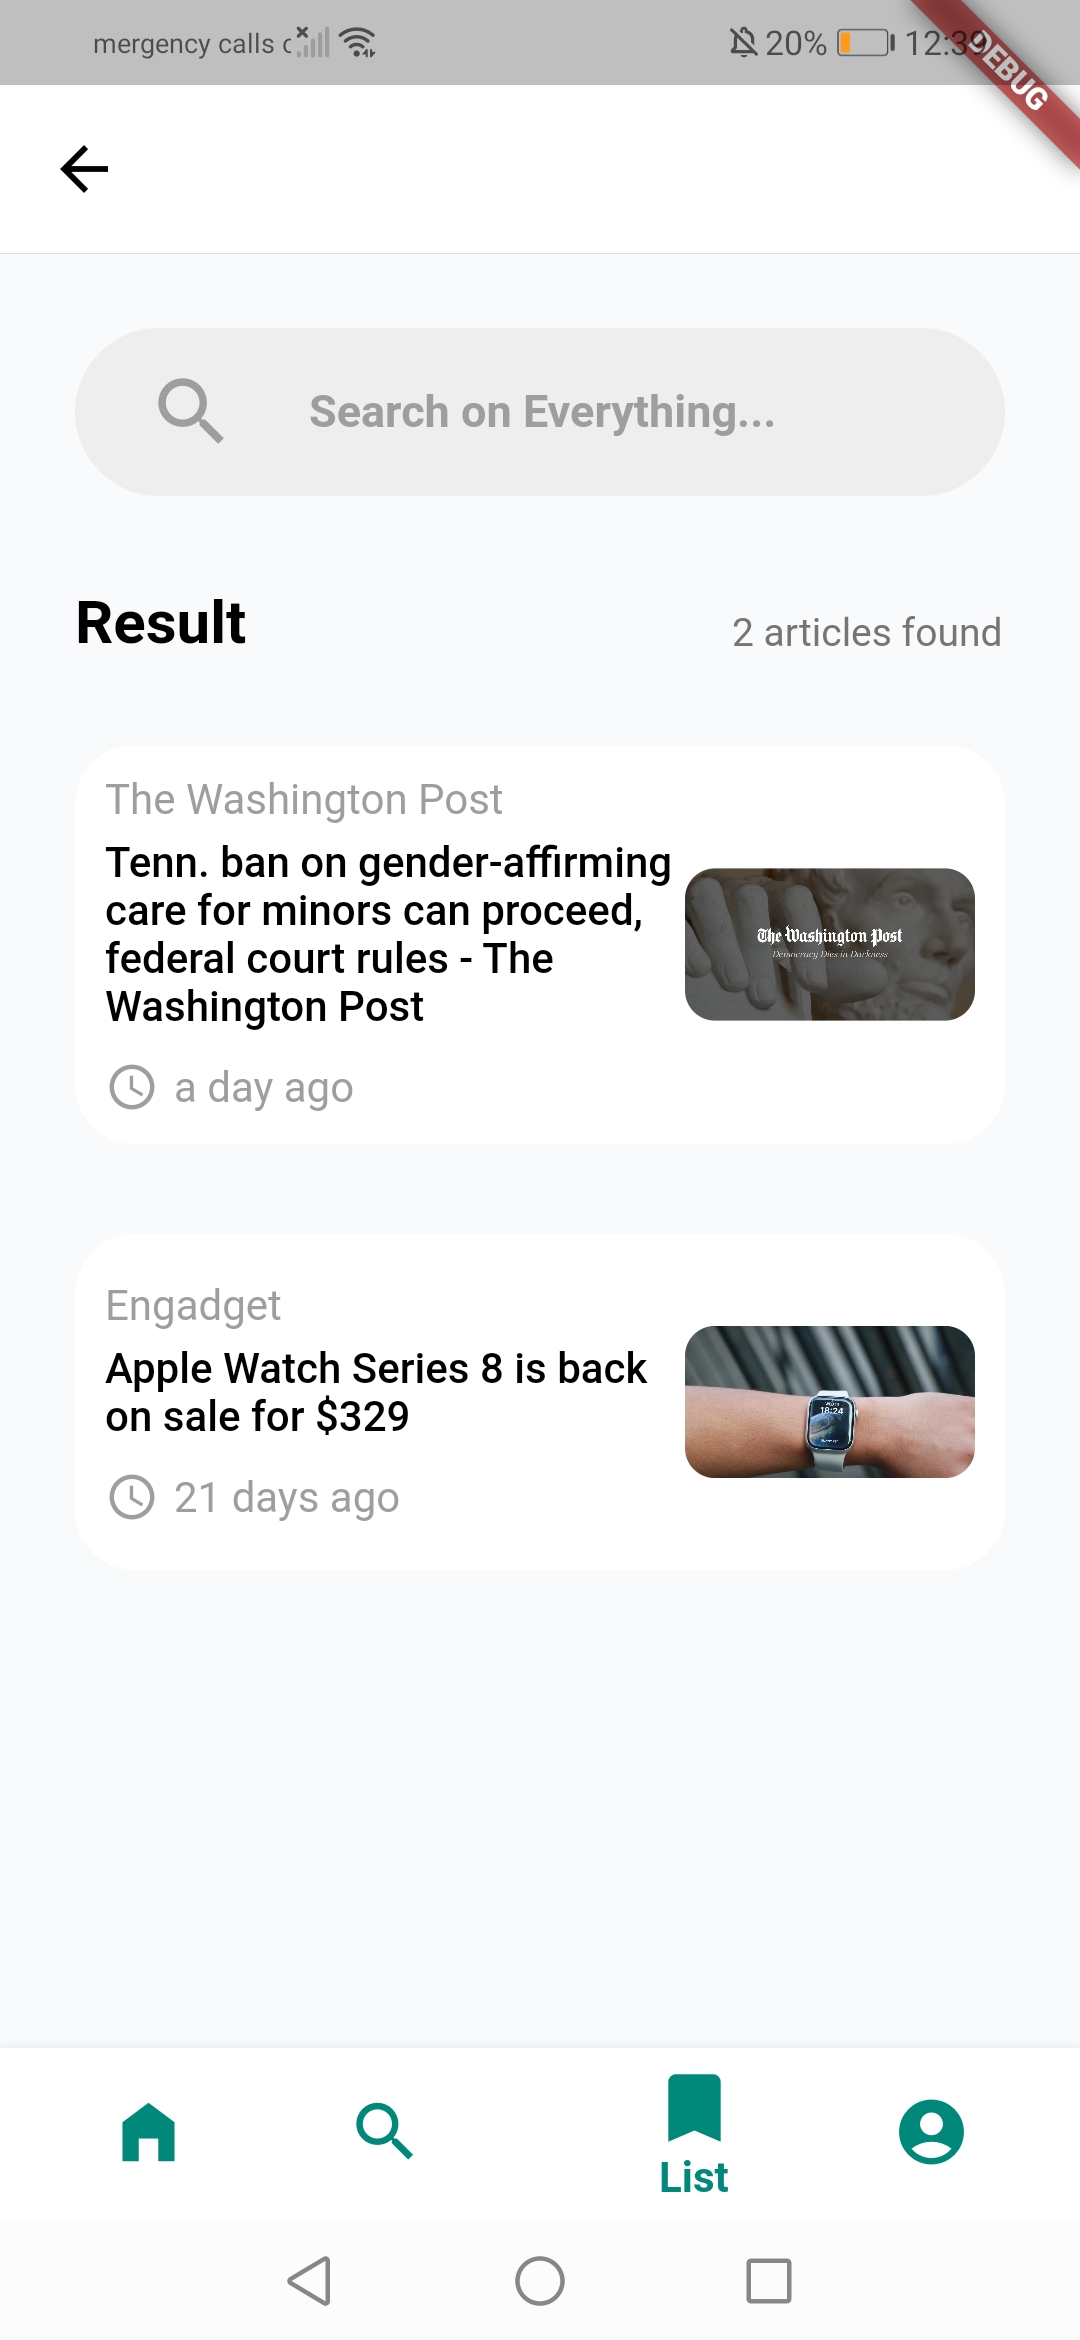 mergency calls
20%
12:39
DEBUG
Search on Everything...
Result
2 articles found
The Washington Post
Tenn. ban on gender-affirming
care for minors can proceed,
federal court rules - The
Washington Post
The Washington Post
Democracy Dies in Darkness
a day ago
Engadget
Apple Watch Series 8 is back
on sale for $329
18:24
21 days ago
List